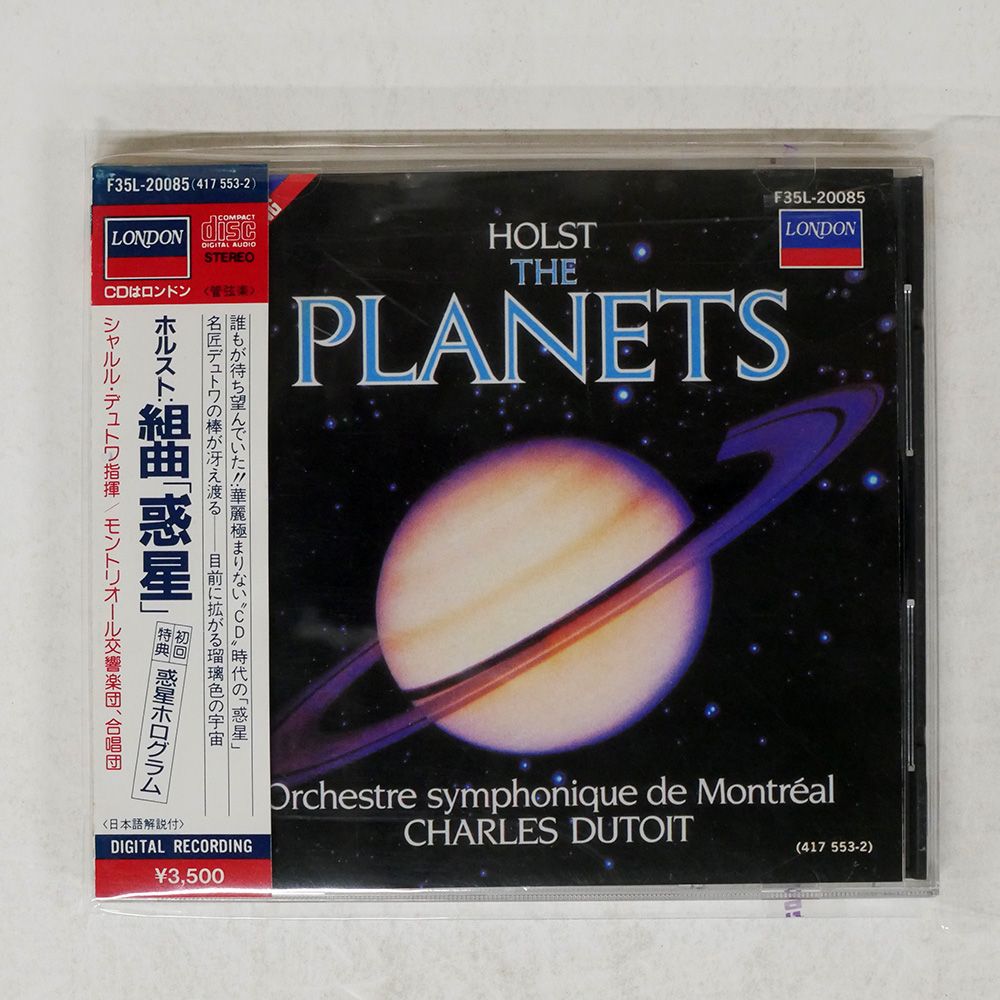 F35L-20085(417 553-2)
LONDON
COMPACT
disc
DIGITAL AUDIO
STEREO
CDはロンドン
〈管弦楽〉
誰もが待ち望んでいた!!華麗極まりない“CD”時代の「惑星」
名匠デュトワの棒が冴え渡る——目前に拡がる瑠璃色の宇宙
ホルスト:組曲「惑星」
初回特典
惑星ホログラム
シャルル・デュトワ指揮/モントリオール交響楽団、合唱団
〈日本語解説付〉
DIGITAL RECORDING
¥3,500
F35L-20085
LONDON
HOLST
THE
PLANETS
Orchestre symphonique de Montréal
CHARLES DUTOIT
(417 553-2)